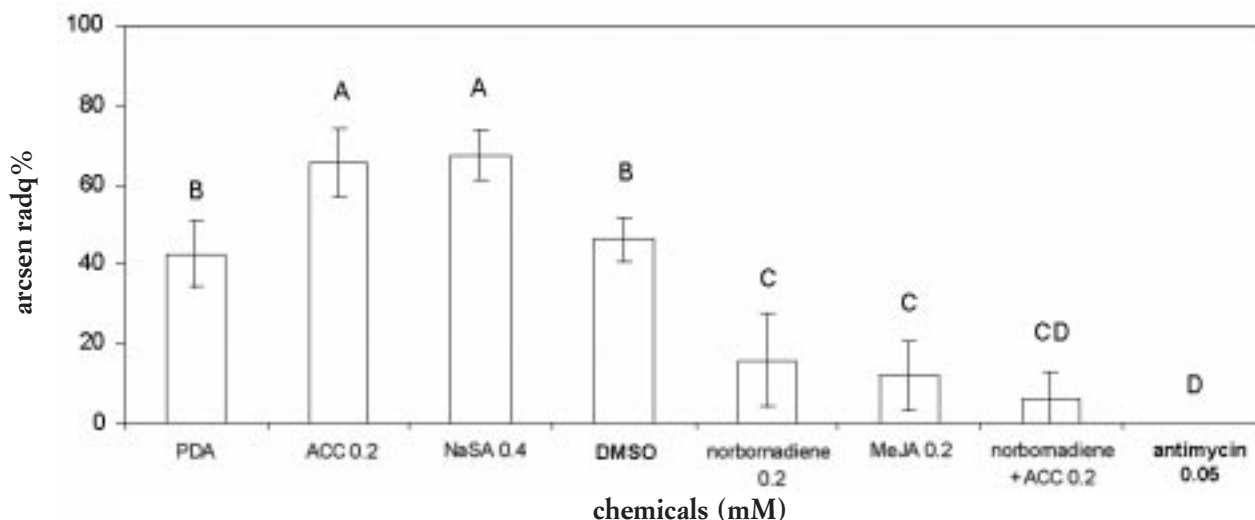 100
80
60
40
20
0
arcsen radq%
B
A
A
B
C
C
CD
D
PDA
ACC 0.2
NaSA 0.4
DMSO
norbornadiene
0.2
MeJA 0.2
norbornadiene
+ACC 0.2
antimycin
0.05
chemicals (mM)